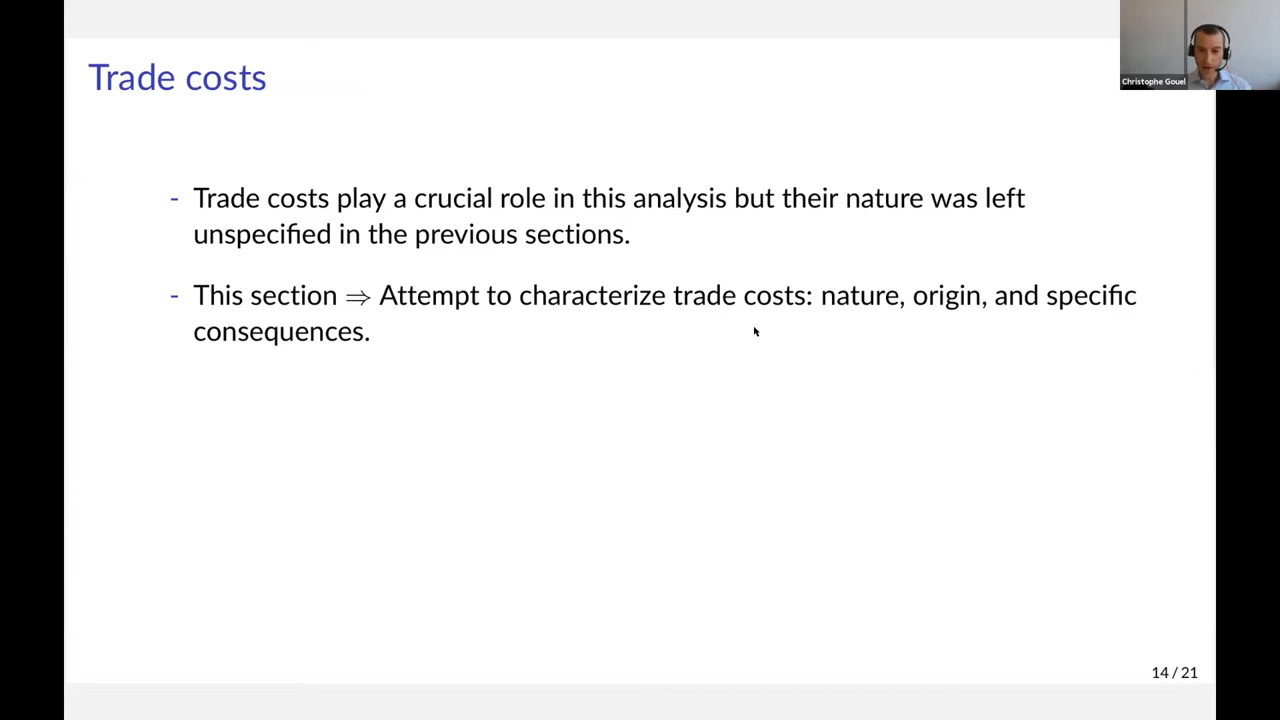 Trade costs
Christophe Gouel
- Trade costs play a crucial role in this analysis but their nature was left
unspecified in the previous sections.
- This section ⇒ Attempt to characterize trade costs: nature, origin, and specific
consequences.
14 / 21